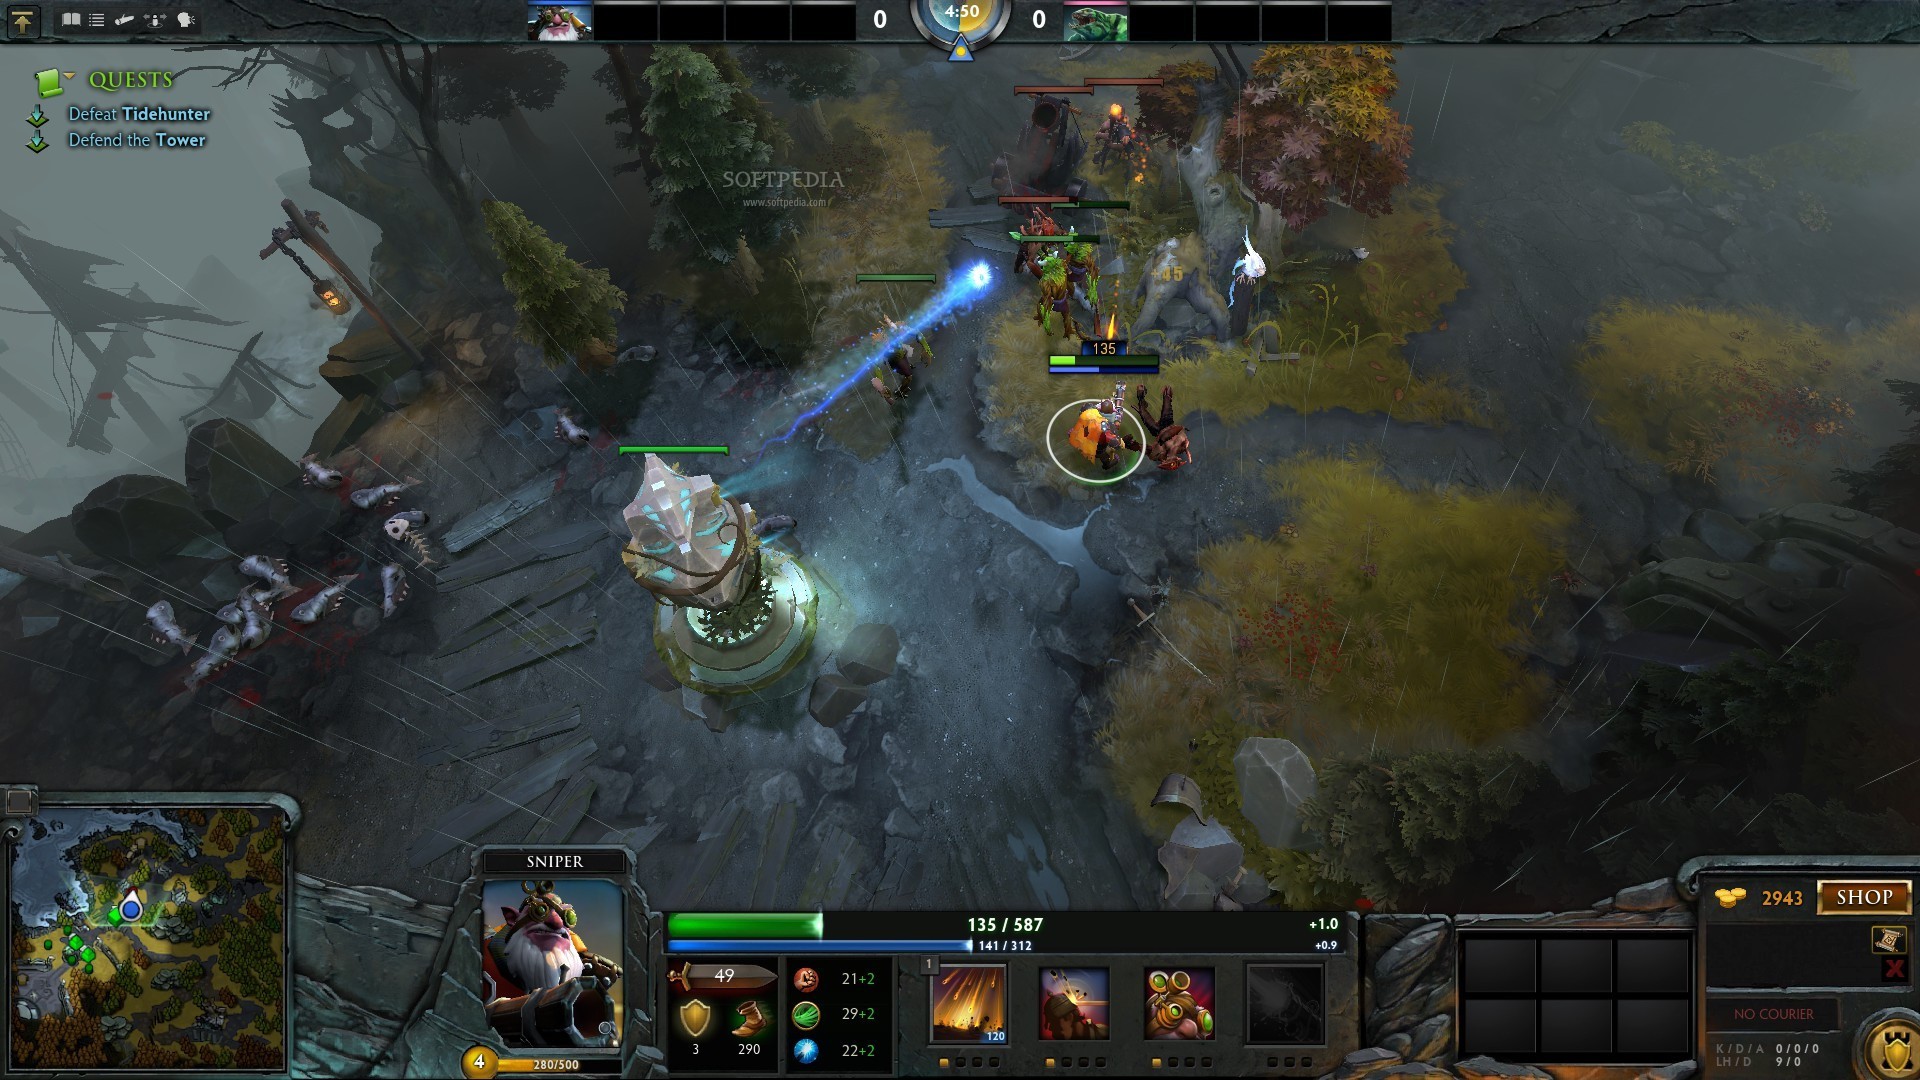 0
4:50
0
QUESTS
Defeat Tidehunter
Defend the Tower
SOFTPEDIA
www.softpedia.com
+45
135
SNIPER
4
280/500
135 / 587
+1.0
141 / 312
+0.9
49
3
290
21+2
29+2
22+2
1
120
2943
SHOP
NO COURIER
K / D / A 0 / 0 / 0
LH / D 9 / 0